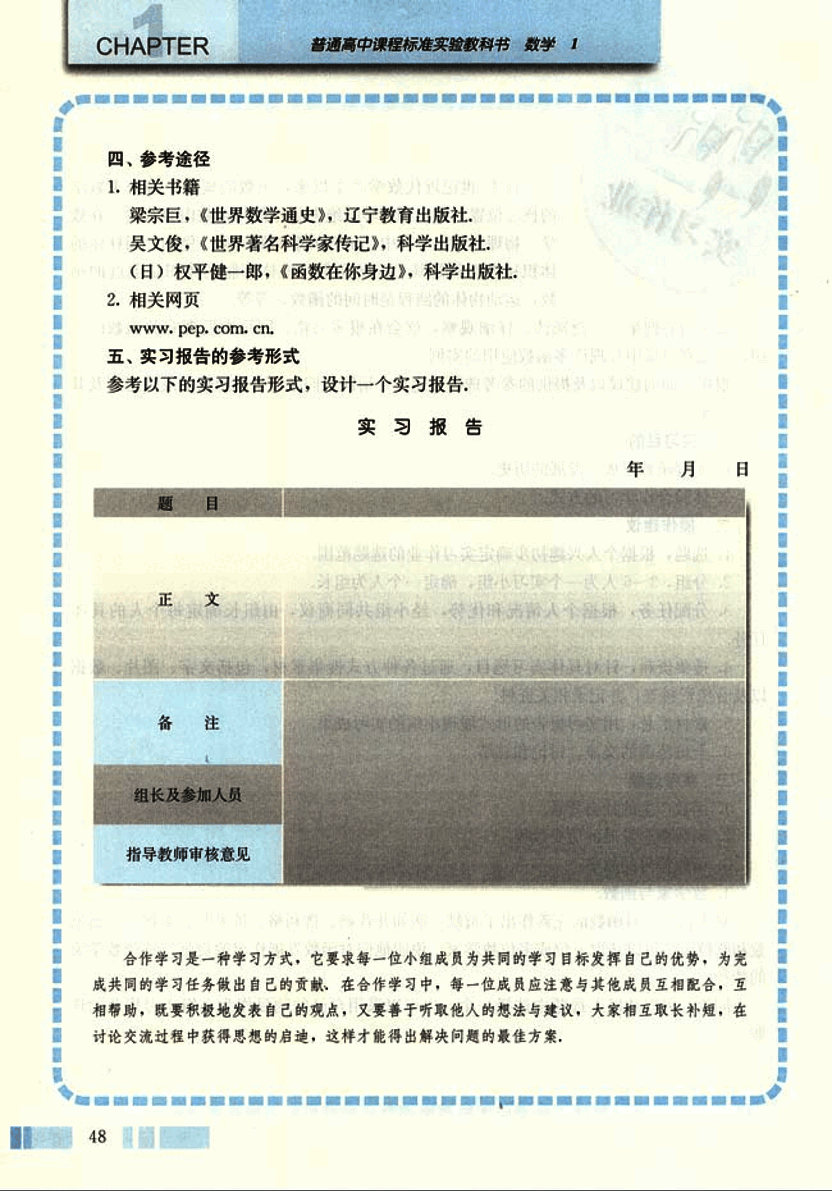 CHAPTER 1
普通高中课程标准实验教科书 数学 1
四、参考途径
1. 相关书籍
梁宗巨,《世界数学通史》,辽宁教育出版社.
吴文俊,《世界著名科学家传记》,科学出版社.
(日)权平健一郎,《函数在你身边》,科学出版社.
2. 相关网页
www. pep. com. cn.
五、实习报告的参考形式
参考以下的实习报告形式,设计一个实习报告.
实 习 报 告
年 月 日
题 目
正 文
备 注
组长及参加人员
指导教师审核意见
合作学习是一种学习方式,它要求每一位小组成员为共同的学习目标发挥自己的优势,为完
成共同的学习任务做出自己的贡献. 在合作学习中,每一位成员应注意与其他成员互相配合,互
相帮助,既要积极地发表自己的观点,又要善于听取他人的想法与建议,大家相互取长补短,在
讨论交流过程中获得思想的启迪,这样才能得出解决问题的最佳方案.
48